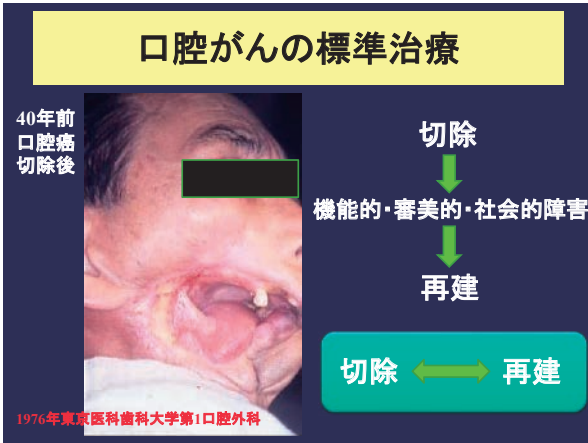 口腔がんの標準治療
40年前
口腔癌
切除後
切除
機能的・審美的・社会的障害
再建
切除
再建
1976年東京医科歯科大学第1口腔外科